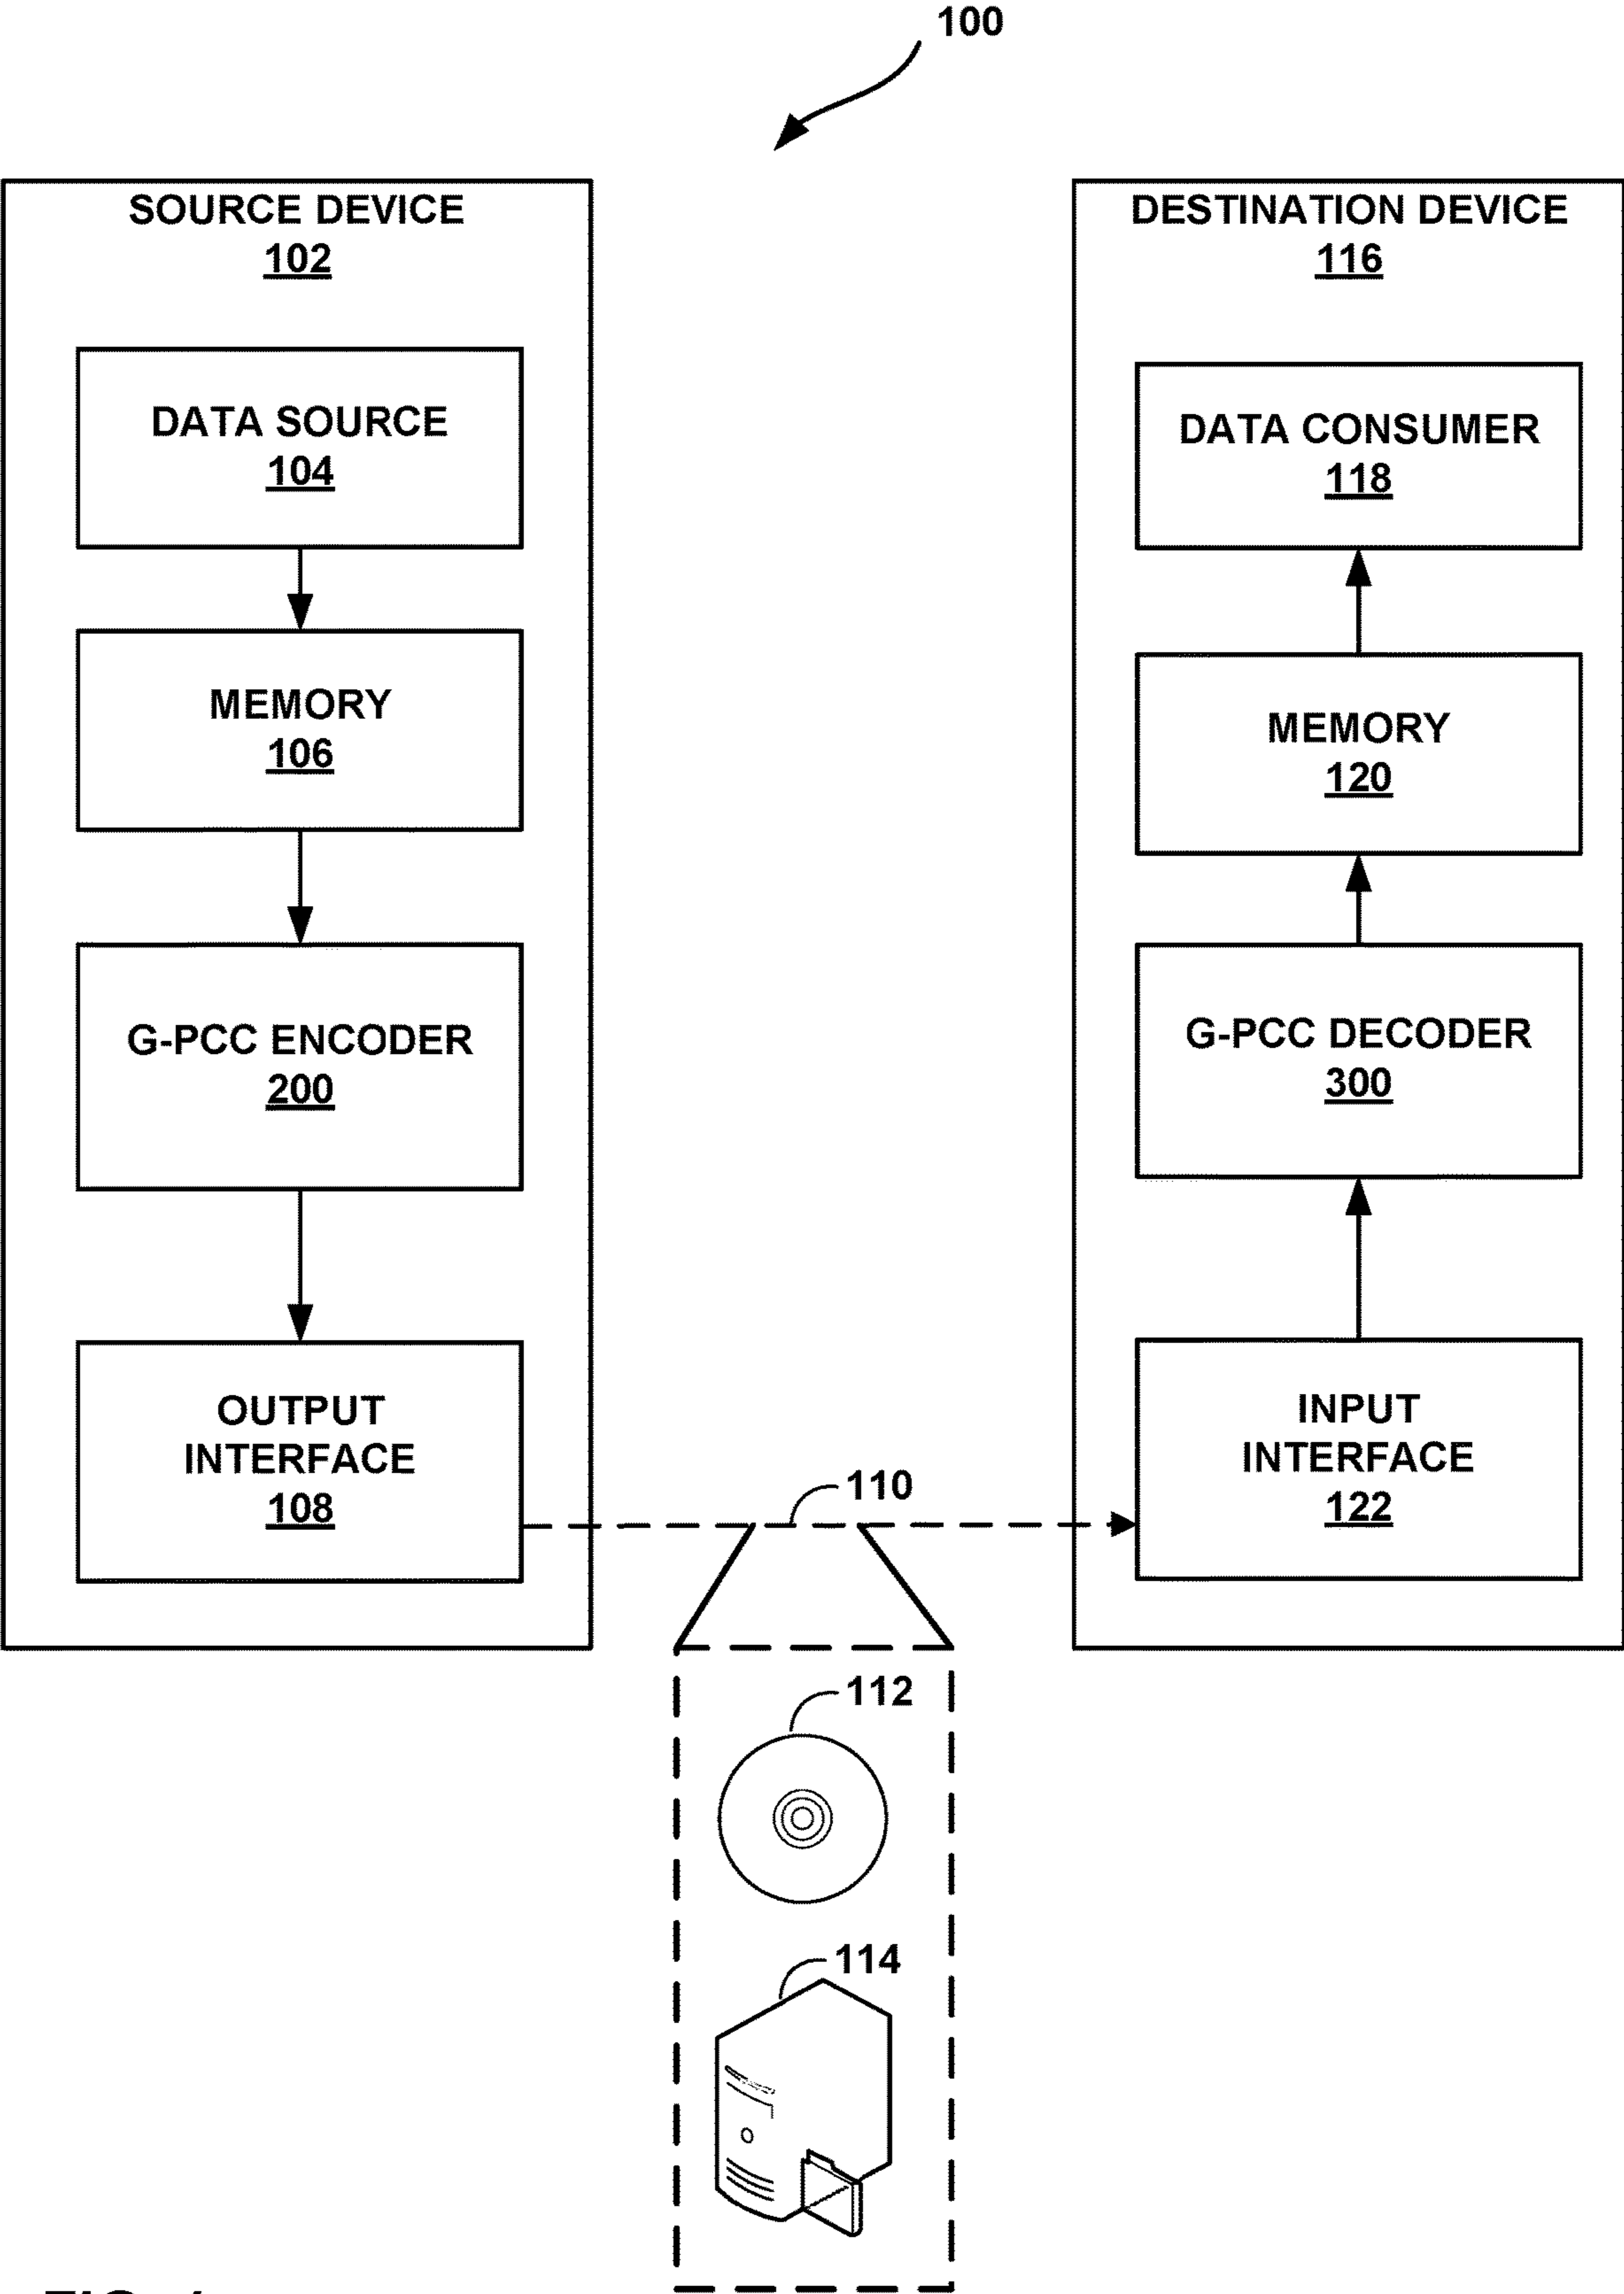 100
SOURCE DEVICE
102
DATA SOURCE
104
MEMORY
106
G-PCC ENCODER
200
OUTPUT
INTERFACE
108
DESTINATION DEVICE
116
DATA CONSUMER
118
MEMORY
120
G-PCC DECODER
300
INPUT
INTERFACE
122
110
112
114